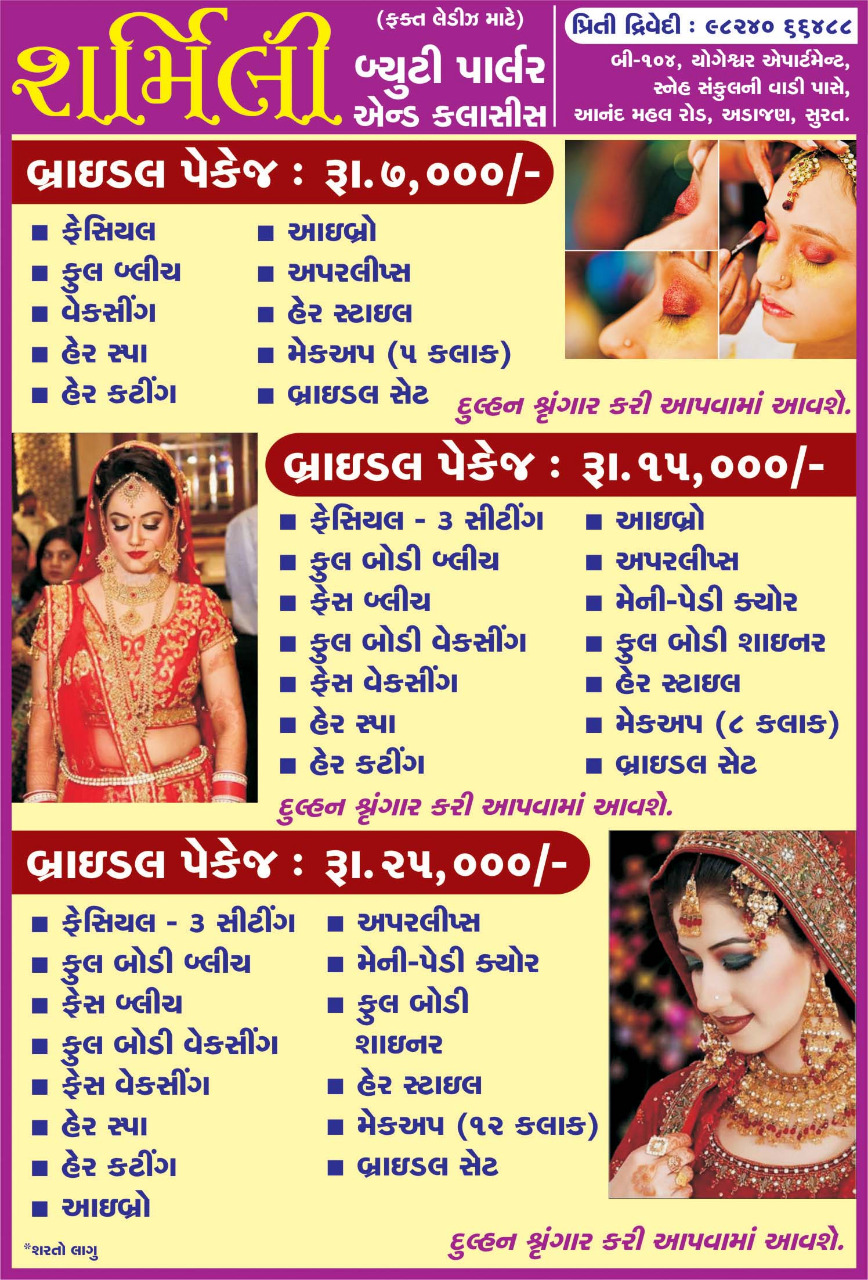 શર્મિલી
(ફક્ત લેડીઝ માટે)
બ્યુટી પાર્લર
એન્ડ કલાસીસ
પ્રિતી દ્રિવેદી : ૯૮૨૪૦ ૬૬૪૮૮
બી-૧૦૪, યોગેશ્વર એપાર્ટમેન્ટ,
સ્નેહ સંકુલની વાડી પાસે,
આનંદ મહલ રોડ, અડાજણ, સુરત.
બ્રાઇડલ પેકેજ : રૂા.૭,૦૦૦/-
ફેસિયલ
ફુલ બ્લીચ
વેકસીંગ
હેર સ્પા
હેર કટીંગ
આઇબ્રો
અપરલીપ્સ
હેર સ્ટાઇલ
મેકઅપ (૫ કલાક)
બ્રાઇડલ સેટ
દુલ્હન શ્રૃંગાર કરી આપવામાં આવશે.
બ્રાઇડલ પેકેજ : રૂા.૧૫,૦૦૦/-
ફેસિયલ - ૩ સીટીંગ
ફુલ બોડી બ્લીચ
ફેસ બ્લીચ
ફુલ બોડી વેકસીંગ
ફેસ વેકસીંગ
હેર સ્પા
હેર કટીંગ
આઇબ્રો
અપરલીપ્સ
મેની-પેડી ક્યોર
ફુલ બોડી શાઇનર
હેર સ્ટાઇલ
મેકઅપ (૮ કલાક)
બ્રાઇડલ સેટ
દુલ્હન શ્રૃંગાર કરી આપવામાં આવશે.
બ્રાઇડલ પેકેજ : રૂા.૨૫,૦૦૦/-
ફેસિયલ - ૩ સીટીંગ
ફુલ બોડી બ્લીચ
ફેસ બ્લીચ
ફુલ બોડી વેકસીંગ
ફેસ વેકસીંગ
હેર સ્પા
હેર કટીંગ
આઇબ્રો
અપરલીપ્સ
મેની-પેડી ક્યોર
ફુલ બોડી
શાઇનર
હેર સ્ટાઇલ
મેકઅપ (૧૨ કલાક)
બ્રાઇડલ સેટ
*શરતો લાગુ
દુલ્હન શ્રૃંગાર કરી આપવામાં આવશે.